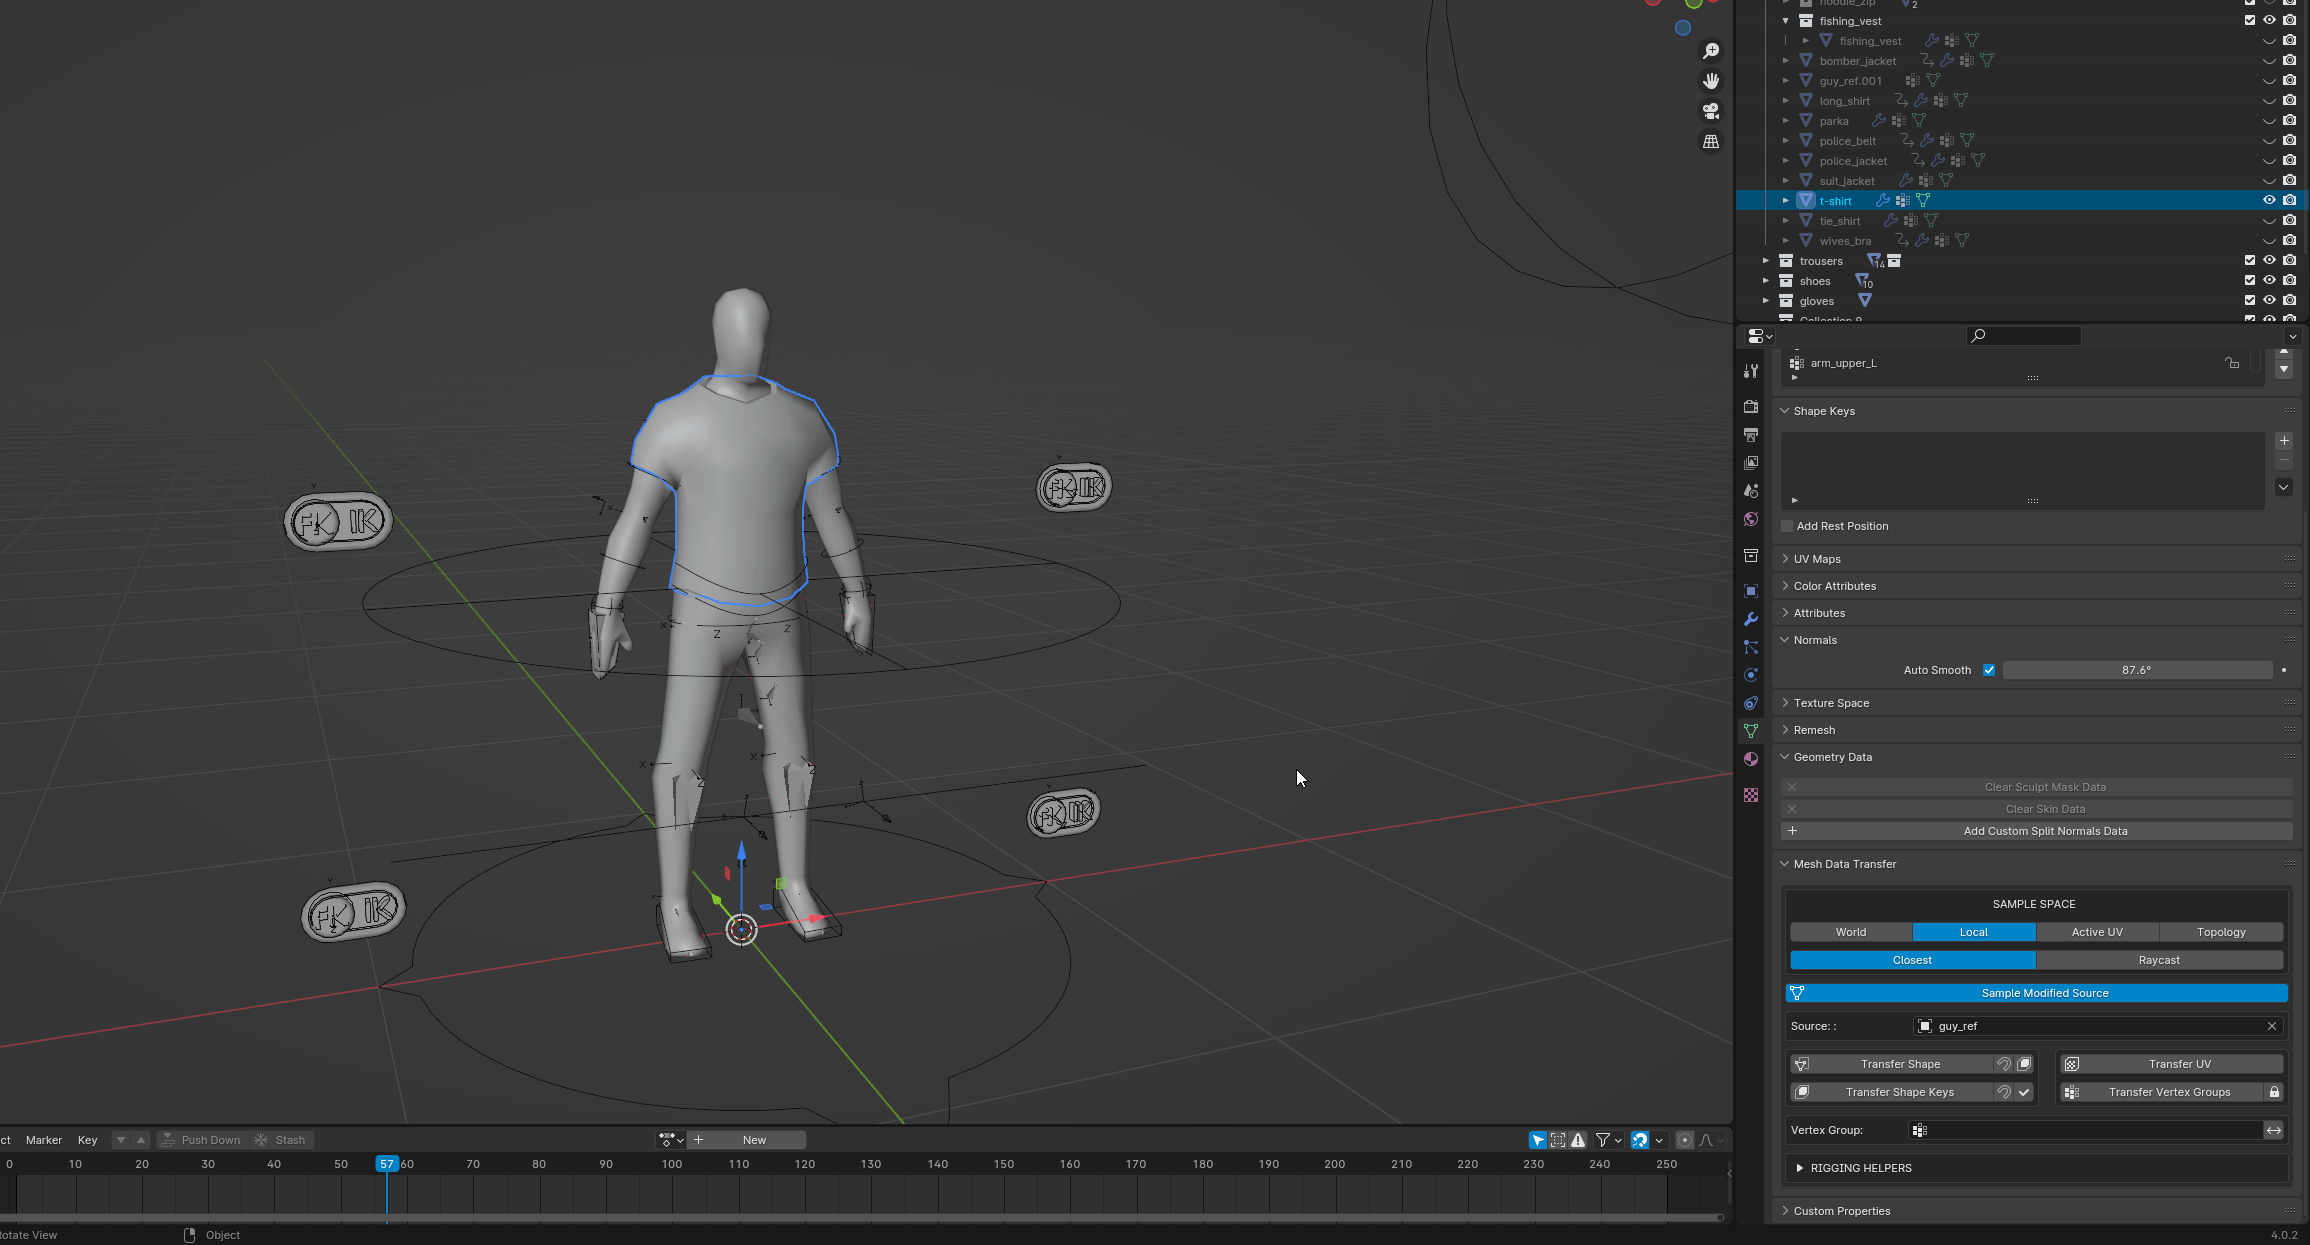 hoodie_zip 2
fishing_vest
fishing_vest
bomber_jacket
guy_ref.001
long_shirt
parka
police_belt
police_jacket
suit_jacket
t-shirt
tie_shirt
wives_bra
trousers 14
shoes 10
gloves
arm_upper_L
Shape Keys
Add Rest Position
UV Maps
Color Attributes
Attributes
Normals
Auto Smooth 87.6°
Texture Space
Remesh
Geometry Data
Clear Sculpt Mask Data
Clear Skin Data
Add Custom Split Normals Data
Mesh Data Transfer
SAMPLE SPACE
World Local Active UV Topology
Closest Raycast
Sample Modified Source
Source: : guy_ref
Transfer Shape Transfer UV
Transfer Shape Keys Transfer Vertex Groups
Vertex Group:
RIGGING HELPERS
Custom Properties
FK IK
FK IK
FK IK
FK IK
Z Z
ct Marker Key Push Down Stash New
0 10 20 30 40 50 57 60 70 80 90 100 110 120 130 140 150 160 170 180 190 200 210 220 230 240 250
otate View Object 4.0.2